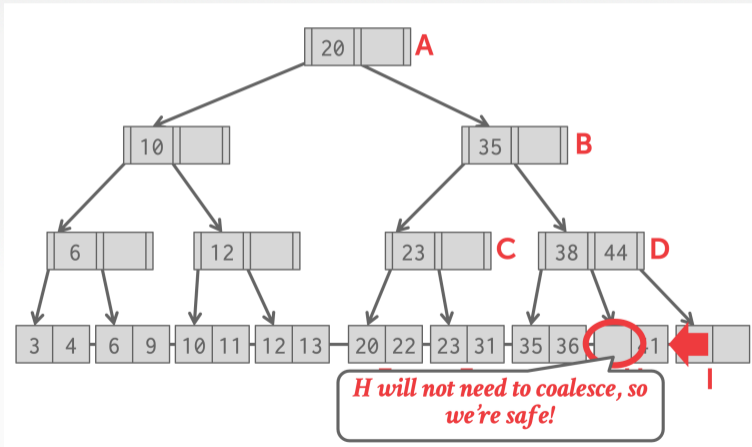 20 A
10 35 B
6 12 23 C 38 44 D
3 4 6 9 10 11 12 13 20 22 23 31 35 36 41
I
H will not need to coalesce, so
we're safe!